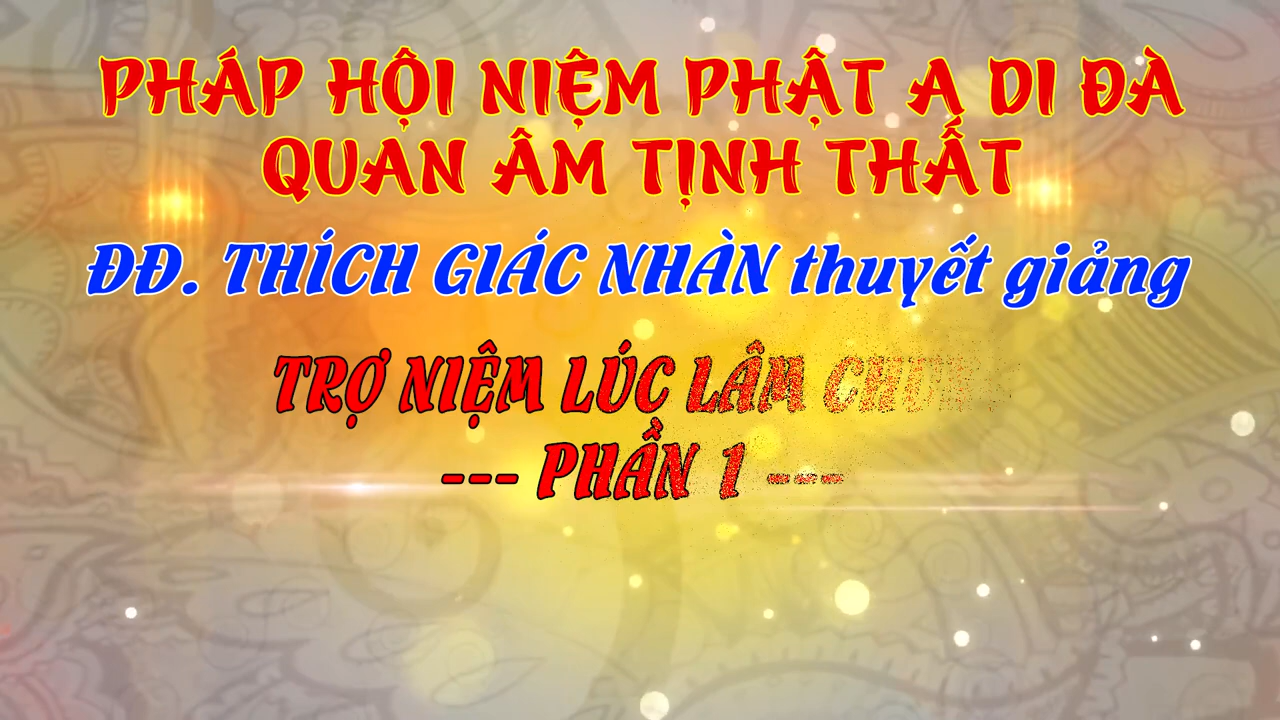 PHÁP HỘI NIỆM PHẬT A DI ĐÀ
QUAN ÂM TỊNH THẤT
ĐĐ. THÍCH GIÁC NHÀN thuyết giảng
TRỢ NIỆM LÚC LÂM CHUNG
--- PHẦN 1 ---